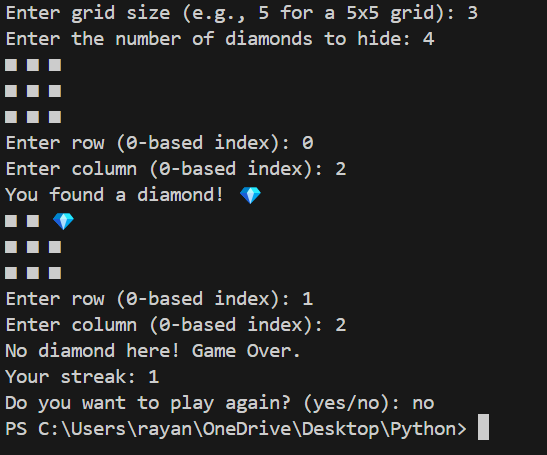 Enter grid size (e.g., 5 for a 5x5 grid): 3
Enter the number of diamonds to hide: 4
■ ■ ■
■ ■ ■
■ ■ ■
Enter row (0-based index): 0
Enter column (0-based index): 2
You found a diamond! 💎
■ ■ 💎
■ ■ ■
■ ■ ■
Enter row (0-based index): 1
Enter column (0-based index): 2
No diamond here! Game Over.
Your streak: 1
Do you want to play again? (yes/no): no
PS C:\Users\rayan\OneDrive\Desktop\Python>